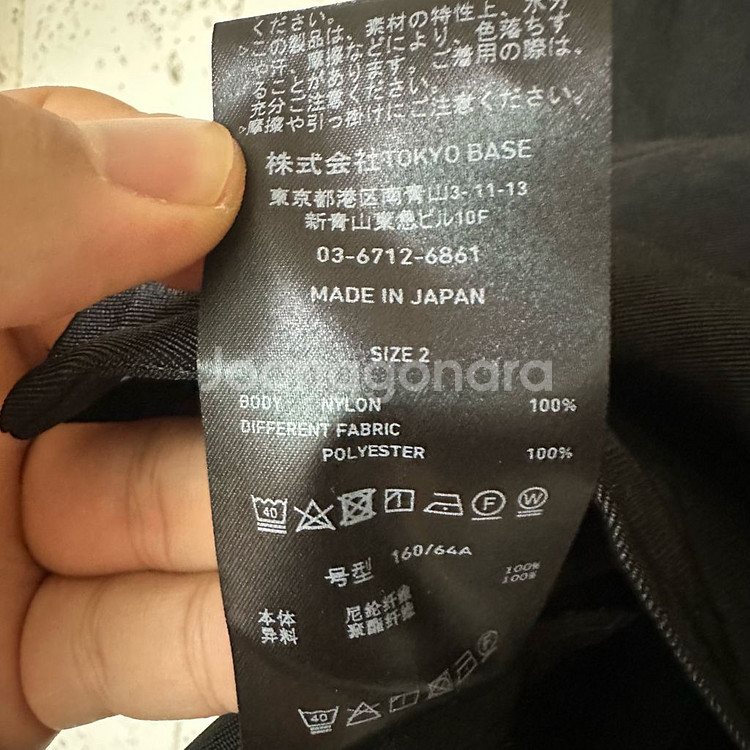 ください。
>この製品は、素材の特性上、水分
や汗、摩擦などにより、色落ちす
ることがあります。ご着用の際は、
充分ご注意ください。
>摩擦や引っ掛けにご注意ください。
株式会社TOKYO BASE
東京都港区南青山3-11-13
新青山東急ビル10F
03-6712-6861
MADE IN JAPAN
SIZE 2
Joonggonara
BODY NYLON 100%
DIFFERENT FABRIC
POLYESTER 100%
40 F W
号型 160/64A
本体 尼纶纤维 100%
异料 聚酯纤维 100%
40 F